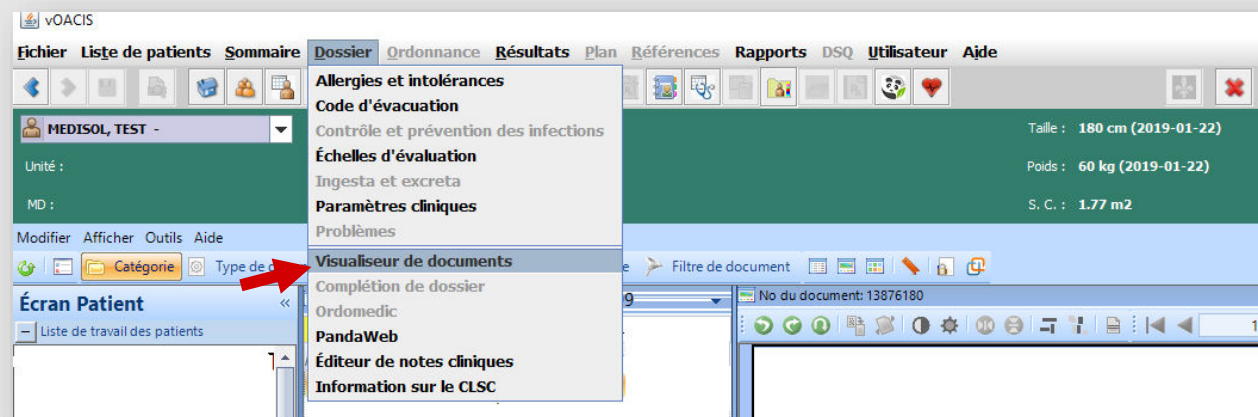 vOACIS
Fichier Liste de patients Sommaire Dossier Ordonnance Résultats Plan Références Rapports DSQ Utilisateur Aide
Allergies et intolérances
Code d'évacuation
Contrôle et prévention des infections
Échelles d'évaluation
Ingesta et excreta
Paramètres cliniques
Problèmes
Visualiseur de documents
Complétion de dossier
Ordomedic
PandaWeb
Éditeur de notes cliniques
Information sur le CLSC
MEDISOL, TEST -
Unité :
MD :
Taille : 180 cm (2019-01-22)
Poids : 60 kg (2019-01-22)
S. C. : 1.77 m2
Modifier Afficher Outils Aide
Catégorie Type de Filtre de document
Écran Patient «
Liste de travail des patients
No du document: 13876180
1